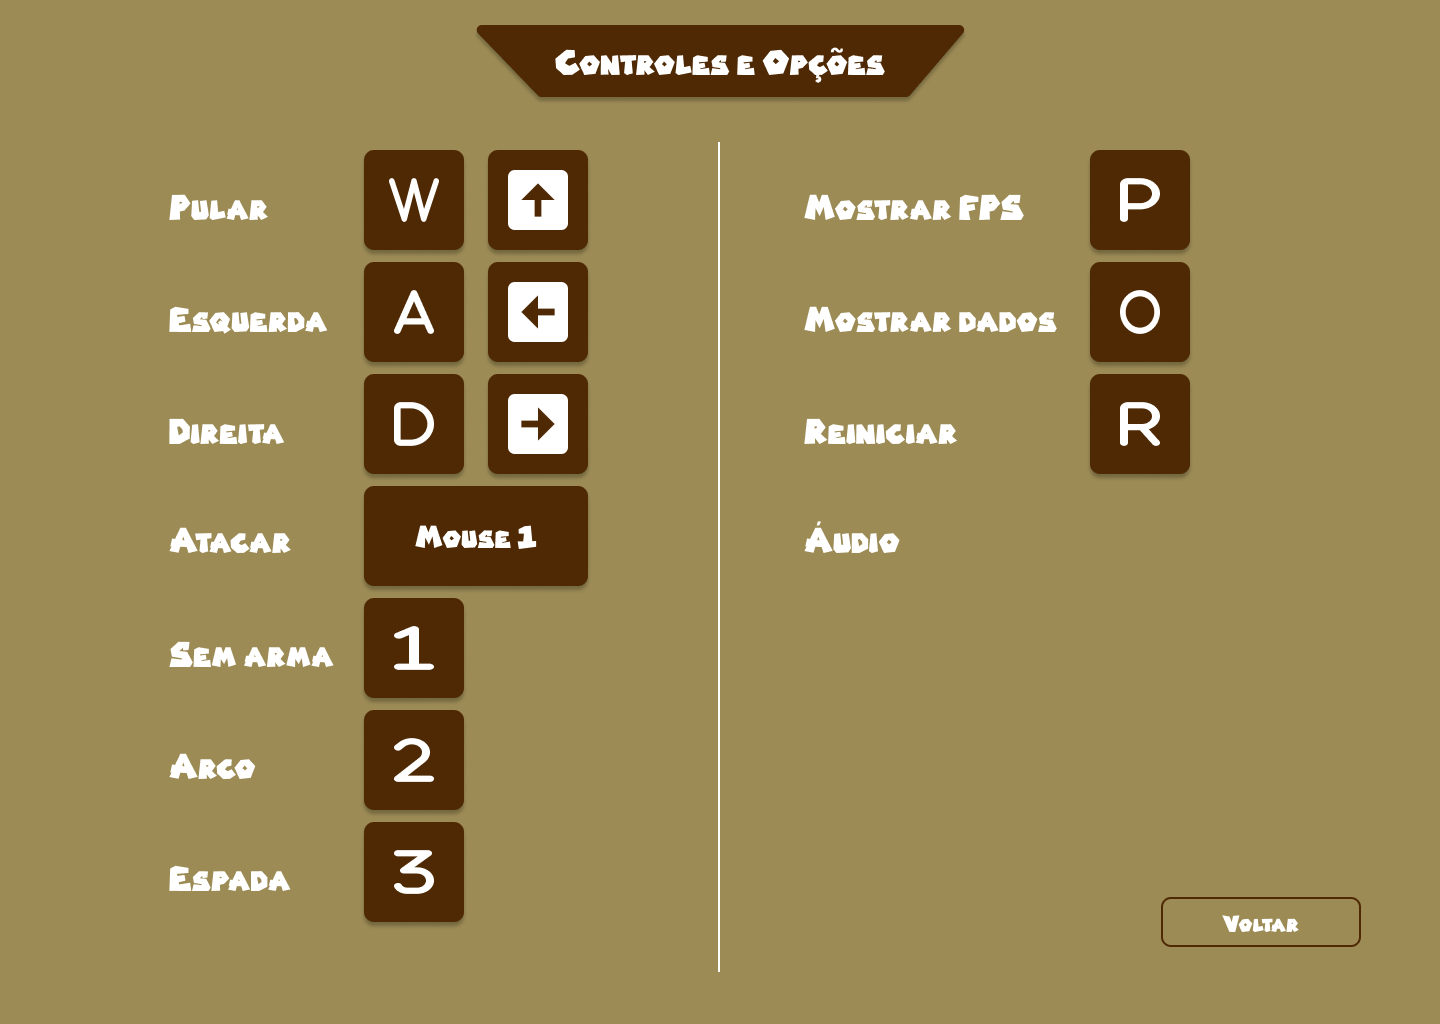 Controles e Opções
Pular W
Esquerda A
Direita D
Atacar Mouse 1
Sem arma 1
Arco 2
Espada 3
Mostrar FPS P
Mostrar dados O
Reiniciar R
Áudio
Voltar